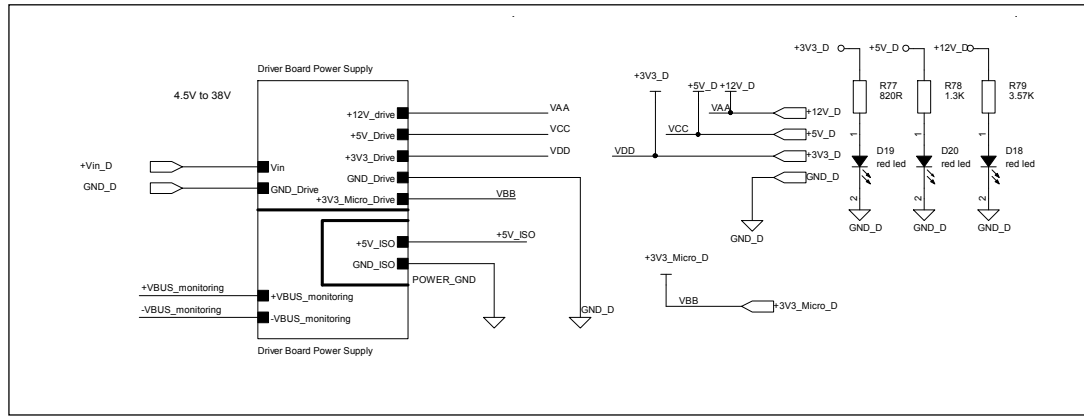 Driver Board Power Supply
4.5V to 38V
+Vin_D
GND_D
Vin
GND_Drive
+12V_drive
+5V_Drive
+3V3_Drive
GND_Drive
+3V3_Micro_Drive
+5V_ISO
GND_ISO
VAA
VCC
VDD
VBB
+5V_ISO
POWER_GND
GND_D
+VBUS_monitoring
-VBUS_monitoring
+VBUS_monitoring
-VBUS_monitoring
Driver Board Power Supply
+3V3_D
+5V_D
+12V_D
VAA
+12V_D
VCC
+5V_D
VDD
+3V3_D
GND_D
GND_D
+3V3_Micro_D
VBB
+3V3_Micro_D
+3V3_D
+5V_D
+12V_D
R77
820R
R78
1.3K
R79
3.57K
1
1
1
D19
red led
D20
red led
D18
red led
2
2
2
GND_D
GND_D
GND_D